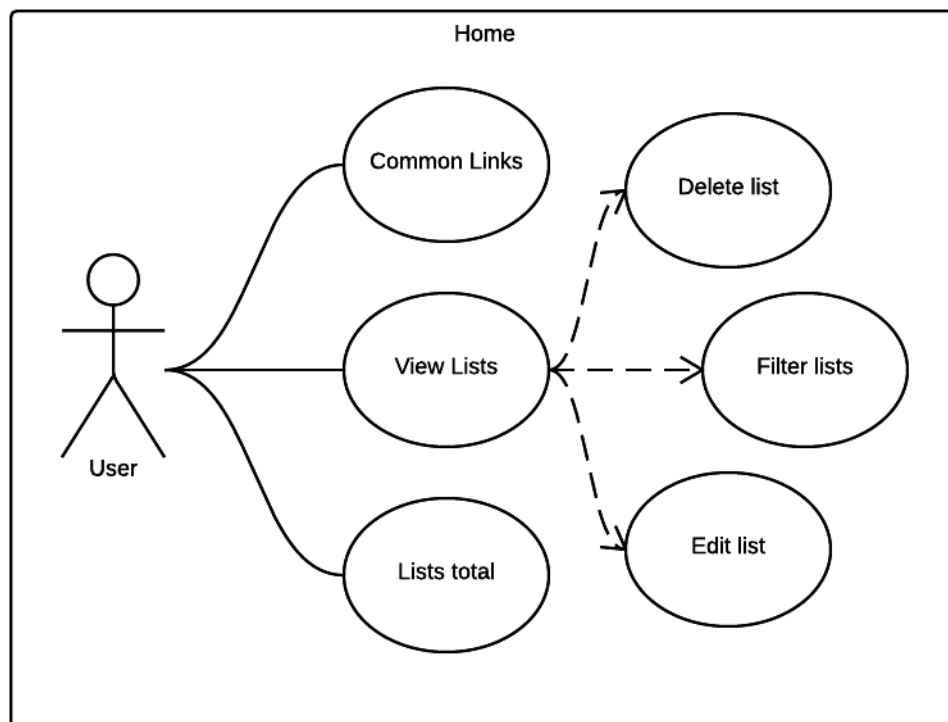 Home
Common Links
Delete list
View Lists
Filter lists
User
Edit list
Lists total